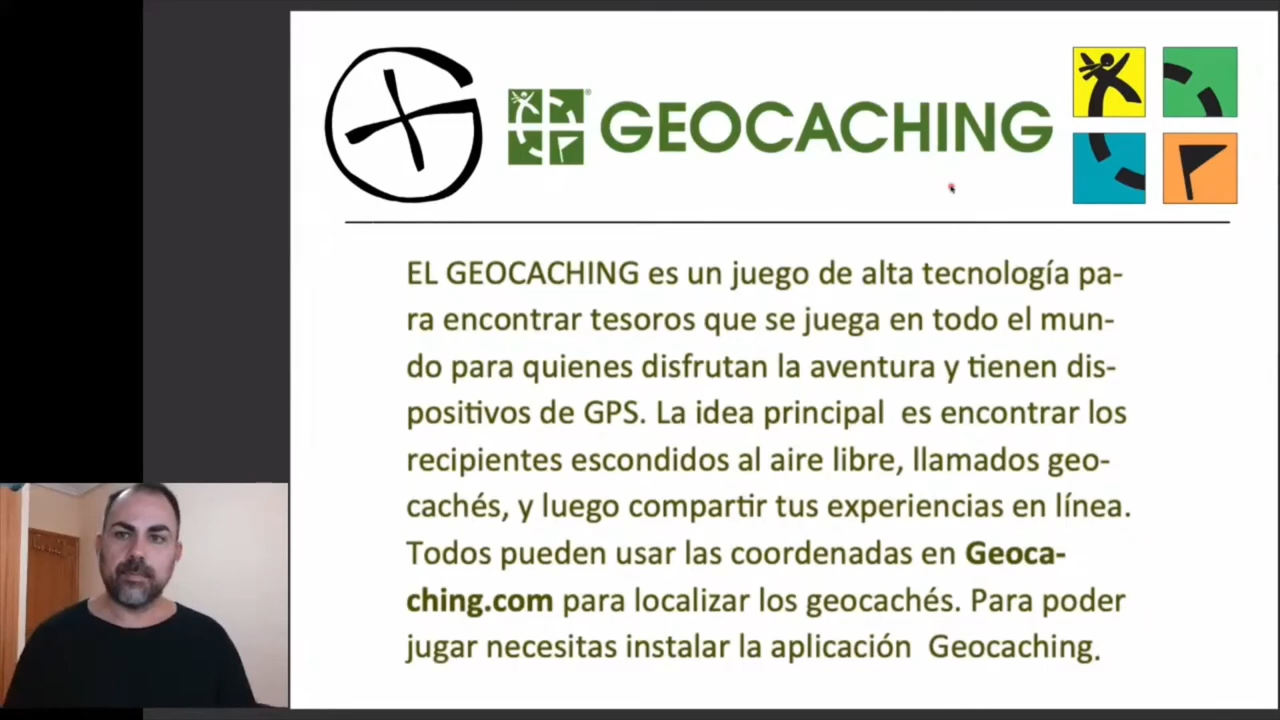 GEOCACHING
EL GEOCACHING es un juego de alta tecnología pa-
ra encontrar tesoros que se juega en todo el mun-
do para quienes disfrutan la aventura y tienen dis-
positivos de GPS. La idea principal  es encontrar los
recipientes escondidos al aire libre, llamados geo-
cachés, y luego compartir tus experiencias en línea.
Todos pueden usar las coordenadas en Geoca-
ching.com para localizar los geocachés. Para poder
jugar necesitas instalar la aplicación  Geocaching.